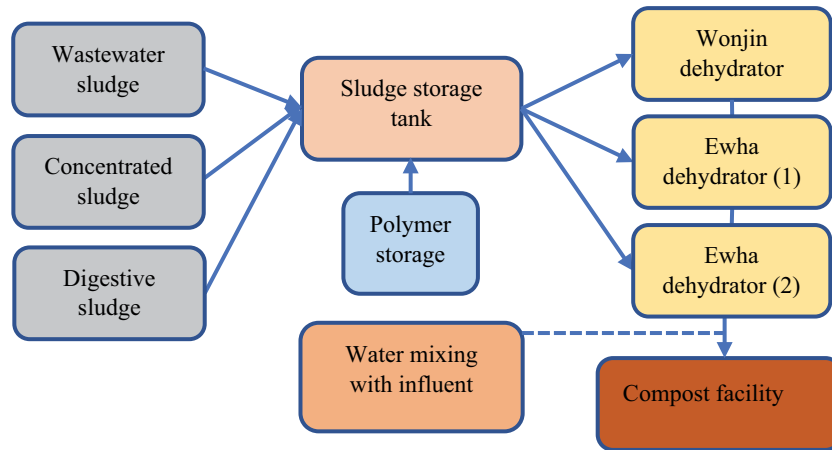 Wastewater
sludge
Concentrated
sludge
Digestive
sludge
Sludge storage
tank
Polymer
storage
Water mixing
with influent
Wonjin
dehydrator
Ewha
dehydrator (1)
Ewha
dehydrator (2)
Compost facility